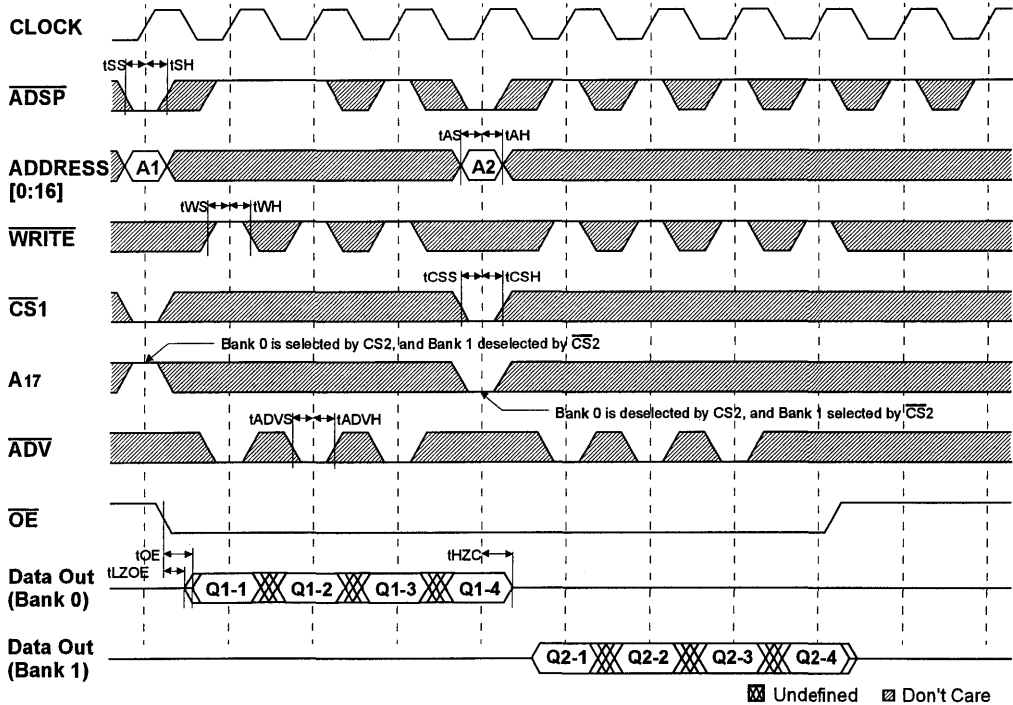 CLOCK
tSS tSH
ADSP
tAS tAH
ADDRESS A1 A2
[0:16]
tWS tWH
WRITE
tCSS tCSH
CS1
Bank 0 is selected by CS2, and Bank 1 deselected by CS2
A17
Bank 0 is deselected by CS2, and Bank 1 selected by CS2
tADVS tADVH
ADV
OE
tOE tHZC
tLZOE
Data Out Q1-1 Q1-2 Q1-3 Q1-4
(Bank 0)
Data Out Q2-1 Q2-2 Q2-3 Q2-4
(Bank 1)
Undefined Don't Care